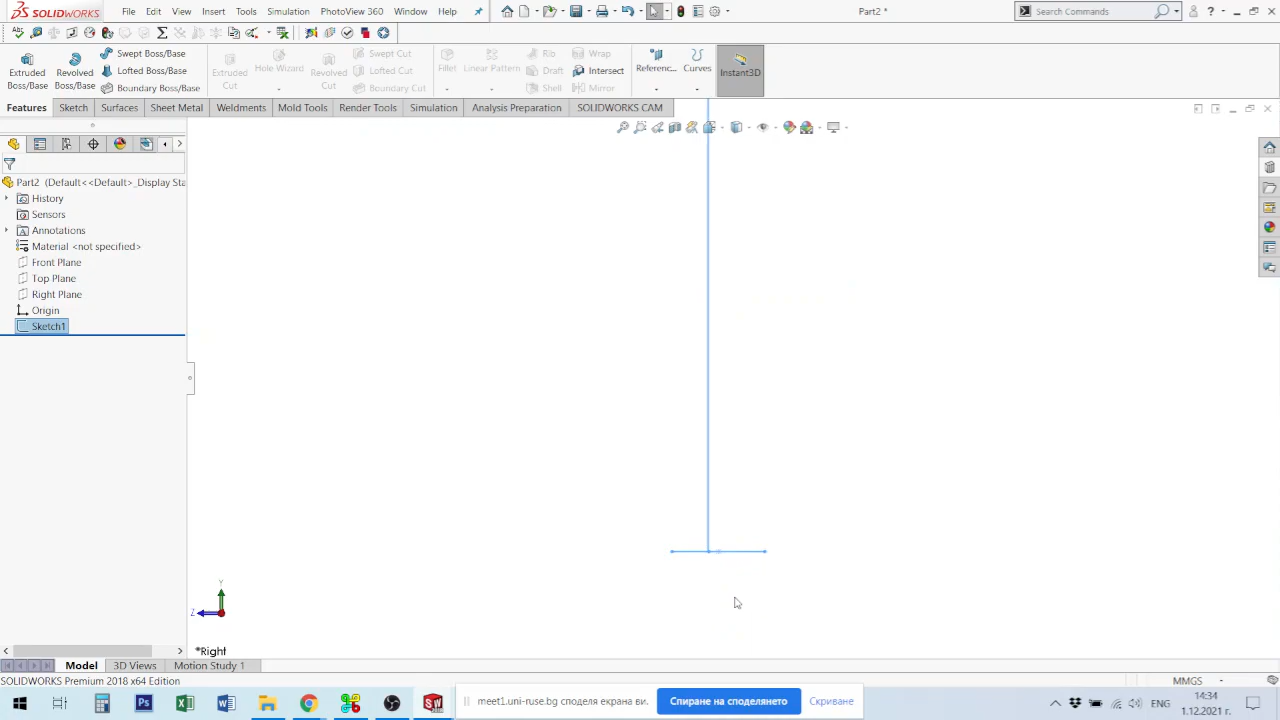 SOLIDWORKS File Edit View Insert Tools Simulation PhotoView 360 Window Help Part2 * Search Commands ?
Extruded Boss/Base
Revolved Boss/Base
Swept Boss/Base
Lofted Boss/Base
Boundary Boss/Base
Extruded Cut
Hole Wizard
Revolved Cut
Swept Cut
Lofted Cut
Boundary Cut
Fillet
Linear Pattern
Rib
Draft
Shell
Wrap
Intersect
Mirror
Referenc...
Curves
Instant3D
Features Sketch Surfaces Sheet Metal Weldments Mold Tools Render Tools Simulation Analysis Preparation SOLIDWORKS CAM
Part2 (Default<<Default>_Display Sta
History
Sensors
Annotations
Material <not specified>
Front Plane
Top Plane
Right Plane
Origin
Sketch1
Y
Z
*Right
Model 3D Views Motion Study 1
SOLIDWORKS Premium 2018 x64 Edition MMGS
meet1.uni-ruse.bg споделя екрана ви. Спиране на споделянето Скриване
ENG
14:34
1.12.2021 г.